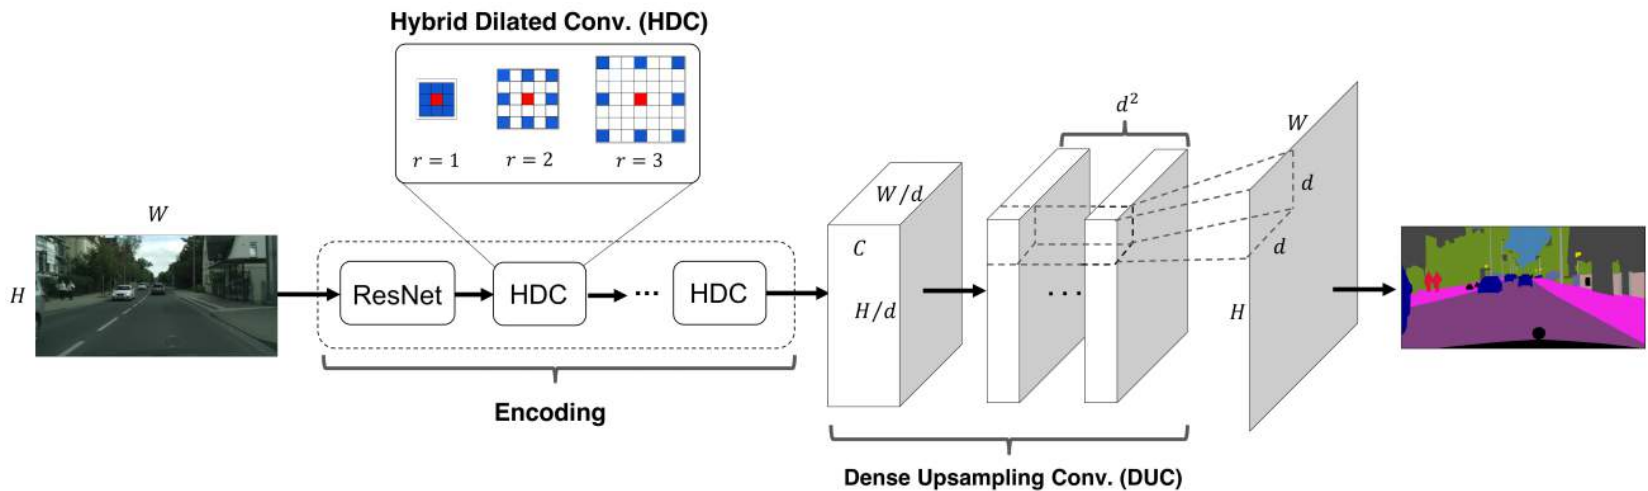 Hybrid Dilated Conv. (HDC)
r = 1
r = 2
r = 3
W
H
ResNet
HDC
...
HDC
Encoding
W/d
C
H/d
d²
...
Dense Upsampling Conv. (DUC)
W
d
d
H